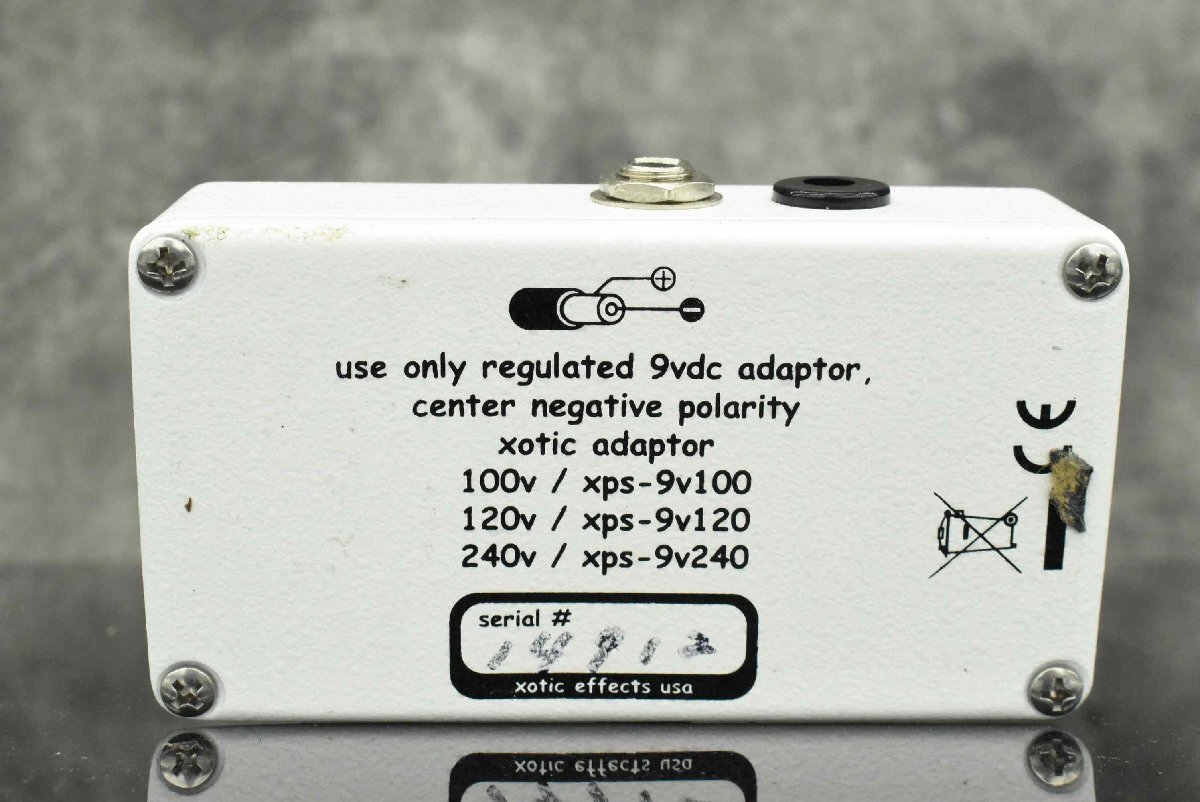 use only regulated 9vdc adaptor,
center negative polarity
xotic adaptor
100v / xps-9v100
120v / xps-9v120
240v / xps-9v240
CE
serial #
xotic effects usa